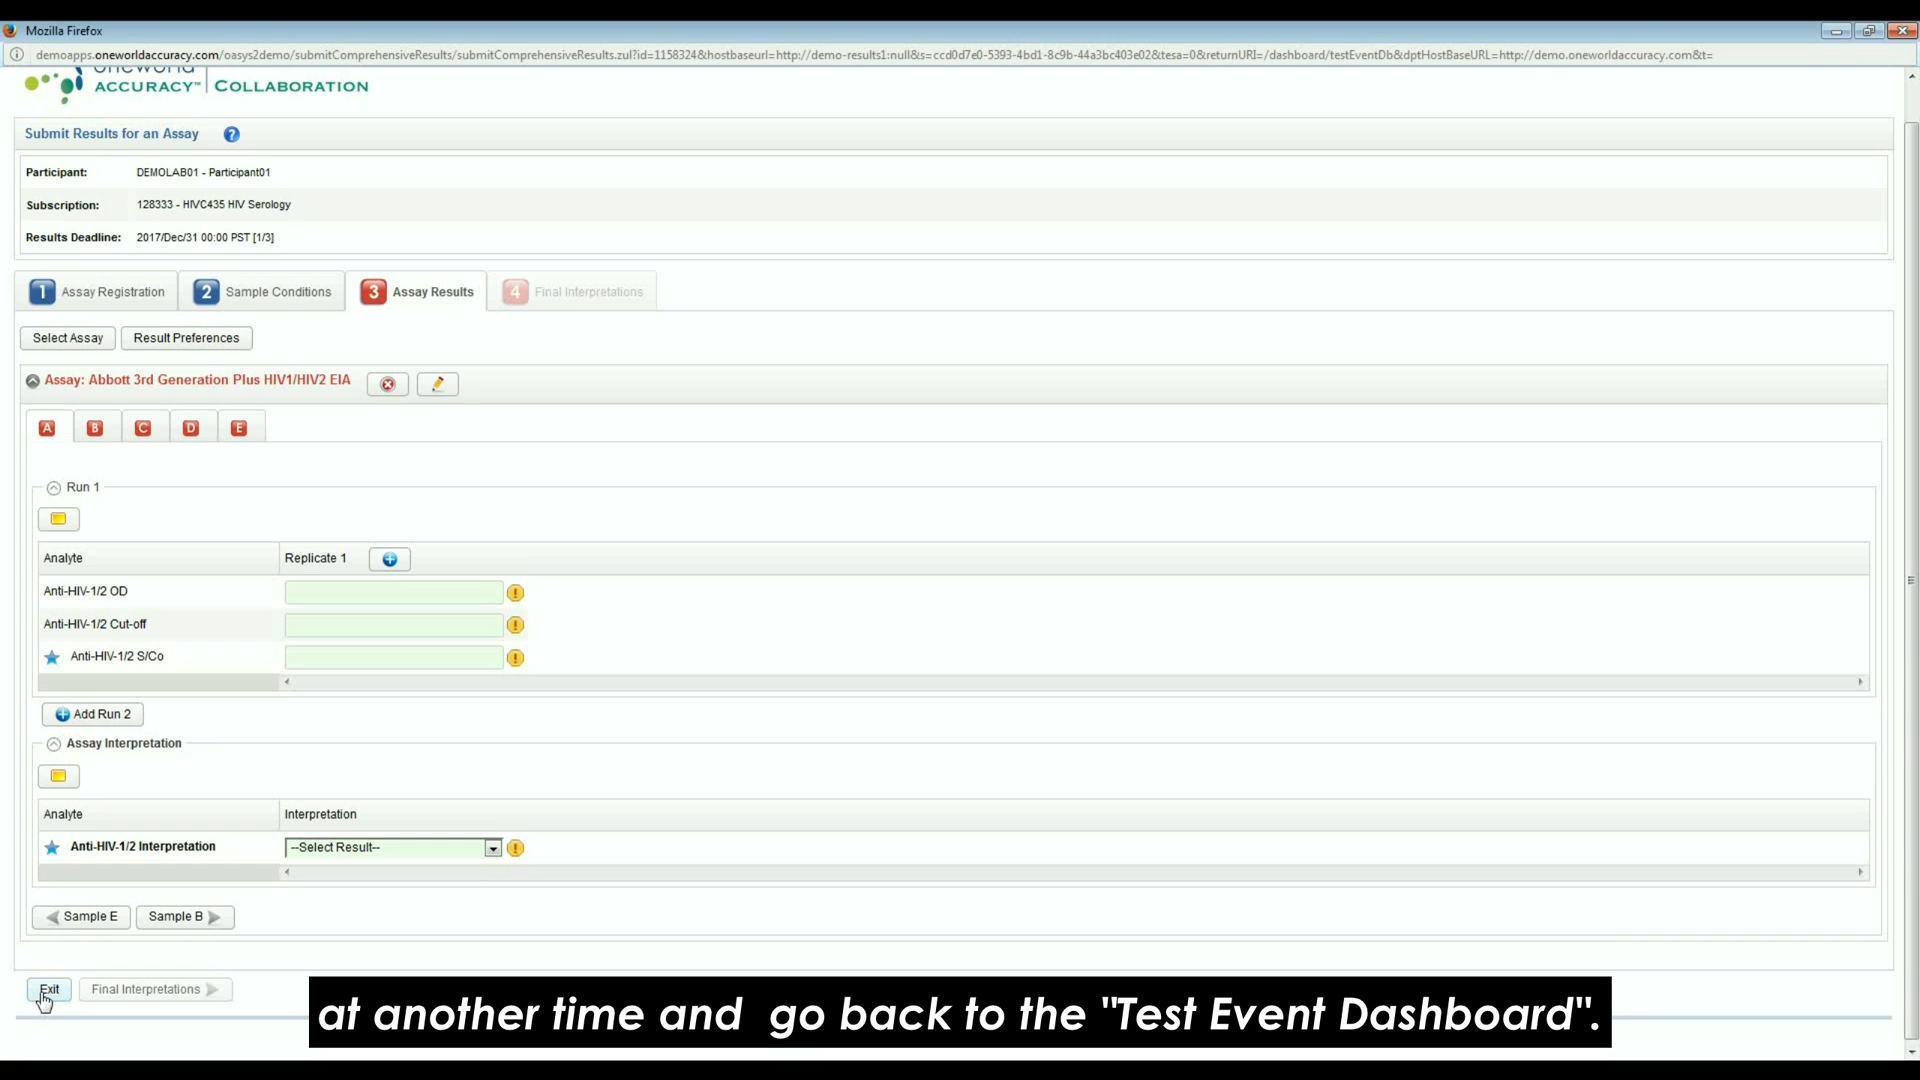 Mozilla Firefox
demoapps.oneworldaccuracy.com/oasys2demo/submitComprehensiveResults/submitComprehensiveResults.zul?id=1158324&hostbaseurl=http://demo-results1:null&s=ccd0d7e0-5393-4bd1-8c9b-44a3bc403e02&tesa=0&returnURI=/dashboard/testEventDb&dptHostBaseURL=http://demo.oneworldaccuracy.com&t=
oneworld
ACCURACY™ COLLABORATION
Submit Results for an Assay ?
Participant: DEMOLAB01 - Participant01
Subscription: 128333 - HIVC435 HIV Serology
Results Deadline: 2017/Dec/31 00:00 PST [1/3]
1 Assay Registration 2 Sample Conditions 3 Assay Results 4 Final Interpretations
Select Assay Result Preferences
Assay: Abbott 3rd Generation Plus HIV1/HIV2 EIA
A B C D E
Run 1
Analyte Replicate 1
Anti-HIV-1/2 OD
Anti-HIV-1/2 Cut-off
Anti-HIV-1/2 S/Co
Add Run 2
Assay Interpretation
Analyte Interpretation
Anti-HIV-1/2 Interpretation --Select Result--
Sample E Sample B
Exit Final Interpretations
at another time and go back to the "Test Event Dashboard".